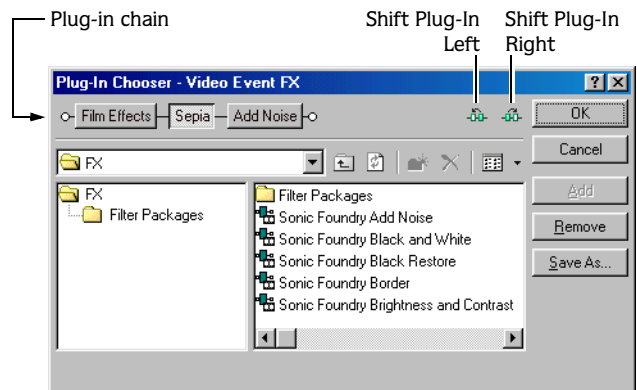 Plug-in chain
Shift Plug-In Left
Shift Plug-In Right
Plug-In Chooser - Video Event FX
Film Effects
Sepia
Add Noise
OK
Cancel
Add
Remove
Save As...
FX
FX
Filter Packages
Filter Packages
Sonic Foundry Add Noise
Sonic Foundry Black and White
Sonic Foundry Black Restore
Sonic Foundry Border
Sonic Foundry Brightness and Contrast